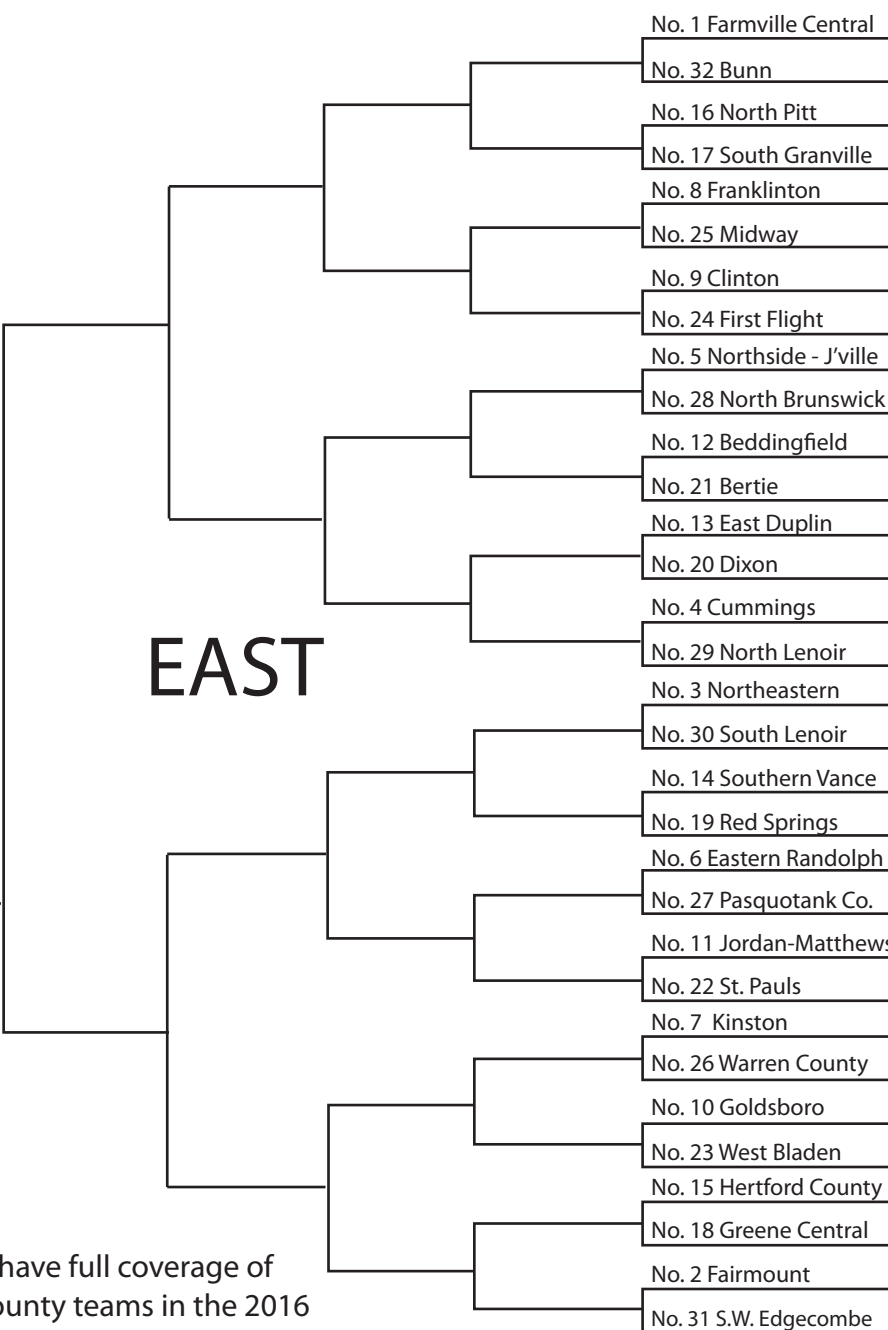 No. 1 Farmville Central
No. 32 Bunn
No. 16 North Pitt
No. 17 South Granville
No. 8 Franklinton
No. 25 Midway
No. 9 Clinton
No. 24 First Flight
No. 5 Northside - J'ville
No. 28 North Brunswick
No. 12 Beddingfield
No. 21 Bertie
No. 13 East Duplin
No. 20 Dixon
No. 4 Cummings
No. 29 North Lenoir
EAST
No. 3 Northeastern
No. 30 South Lenoir
No. 14 Southern Vance
No. 19 Red Springs
No. 6 Eastern Randolph
No. 27 Pasquotank Co.
No. 11 Jordan-Matthews
No. 22 St. Pauls
No. 7 Kinston
No. 26 Warren County
No. 10 Goldsboro
No. 23 West Bladen
No. 15 Hertford County
No. 18 Greene Central
No. 2 Fairmount
No. 31 S.W. Edgecombe
have full coverage of
ounty teams in the 2016